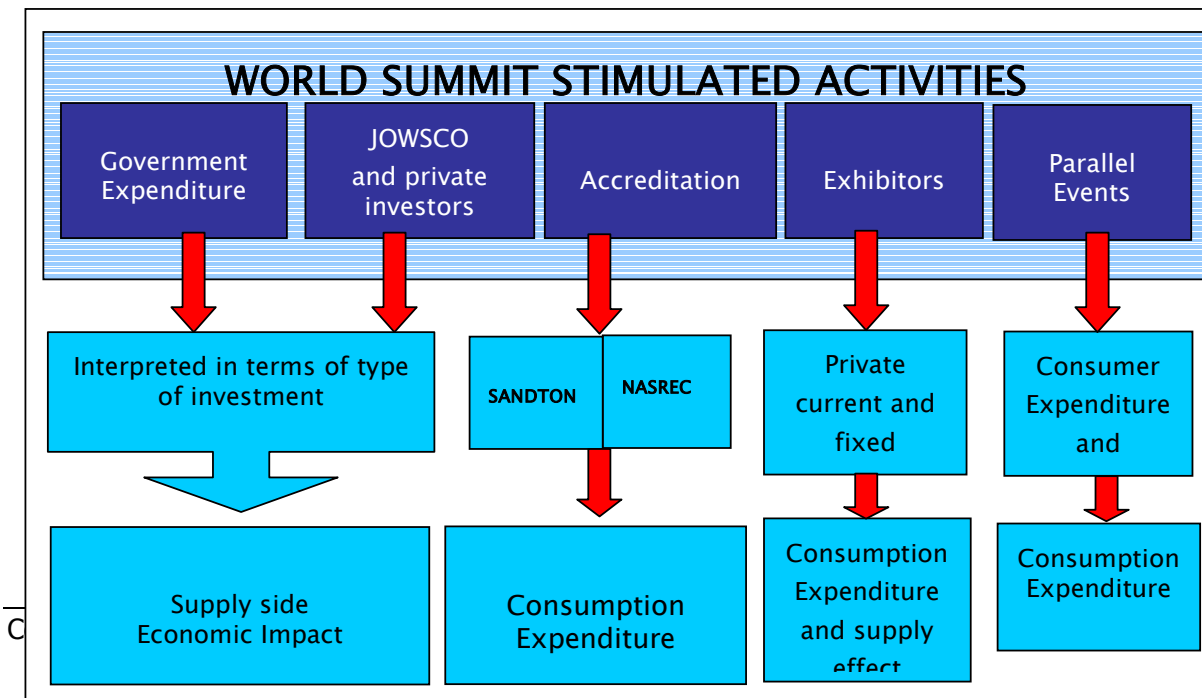 WORLD SUMMIT STIMULATED ACTIVITIES
Government
Expenditure
JOWSCO
and private
investors
Accreditation
Exhibitors
Parallel
Events
Interpreted in terms of type
of investment
SANDTON
NASREC
Private
current and
fixed
Consumer
Expenditure
and
Supply side
Economic Impact
Consumption
Expenditure
Consumption
Expenditure
and supply
effect
Consumption
Expenditure
C